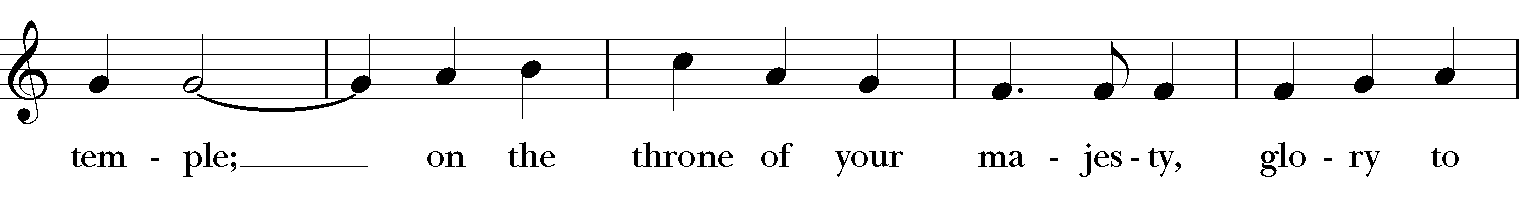 tem - ple; on the throne of your ma - jes - ty, glo - ry to